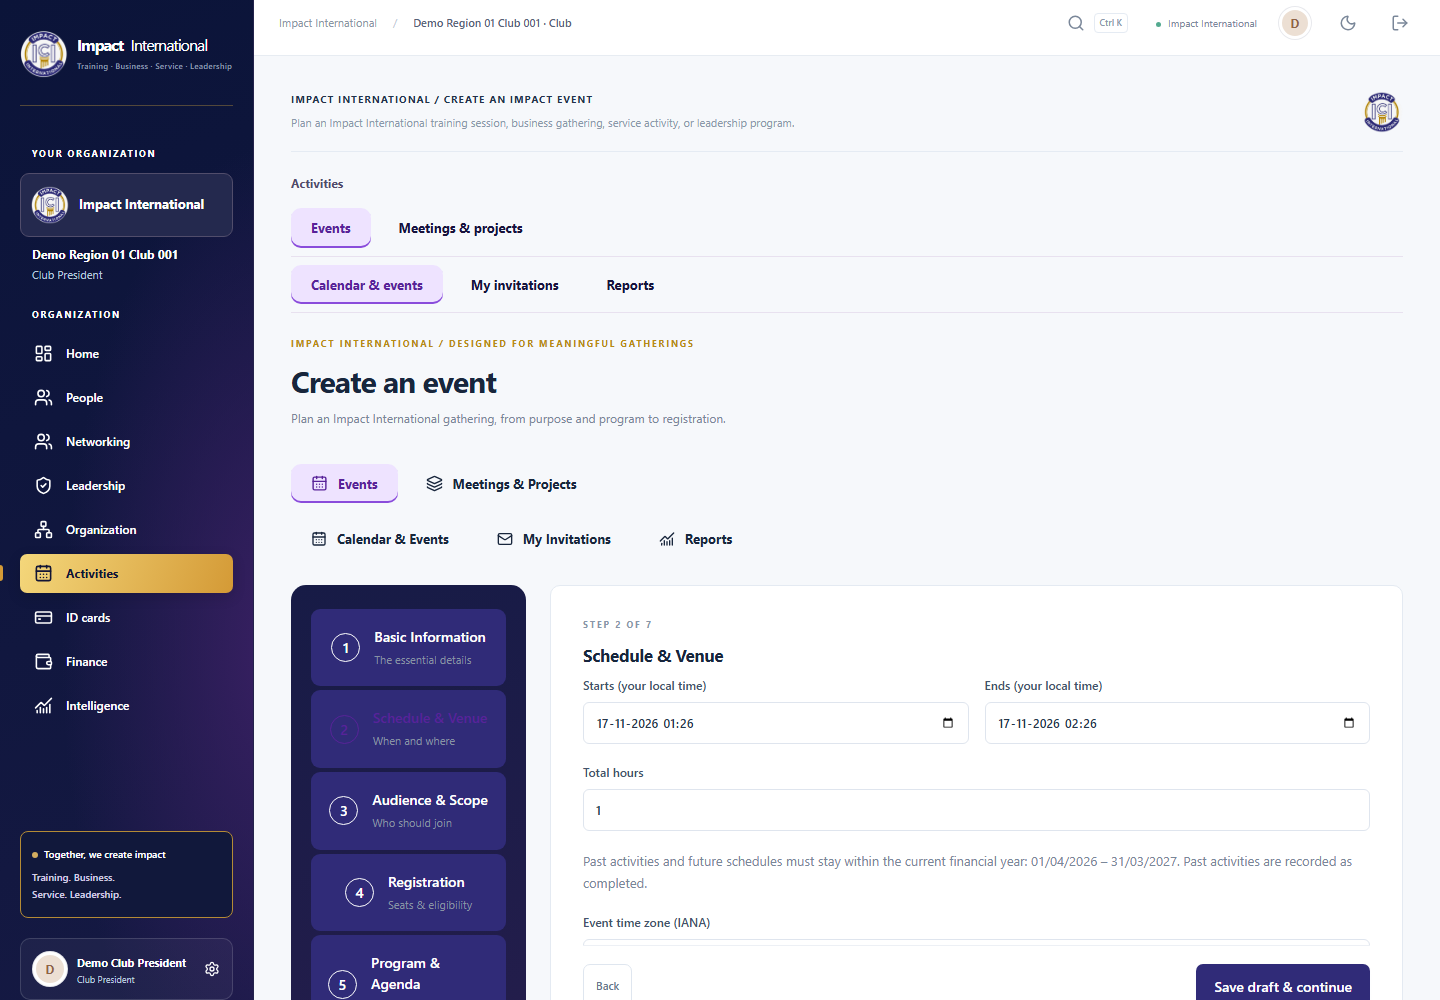 Impact International
Training · Business · Service · Leadership
YOUR ORGANIZATION
Impact International
Demo Region 01 Club 001
Club President
ORGANIZATION
Home
People
Networking
Leadership
Organization
Activities
ID cards
Finance
Intelligence
Together, we create impact
Training. Business.
Service. Leadership.
D
Demo Club President
Club President
Impact International / Demo Region 01 Club 001 · Club
Ctrl K
Impact International
D
IMPACT INTERNATIONAL / CREATE AN IMPACT EVENT
Plan an Impact International training session, business gathering, service activity, or leadership program.
Activities
Events
Meetings & projects
Calendar & events
My invitations
Reports
IMPACT INTERNATIONAL / DESIGNED FOR MEANINGFUL GATHERINGS
Create an event
Plan an Impact International gathering, from purpose and program to registration.
Events
Meetings & Projects
Calendar & Events
My Invitations
Reports
1
Basic Information
The essential details
2
Schedule & Venue
When and where
3
Audience & Scope
Who should join
4
Registration
Seats & eligibility
5
Program &
Agenda
STEP 2 OF 7
Schedule & Venue
Starts (your local time)
17-11-2026 01:26
Ends (your local time)
17-11-2026 02:26
Total hours
1
Past activities and future schedules must stay within the current financial year: 01/04/2026 – 31/03/2027. Past activities are recorded as
completed.
Event time zone (IANA)
Back
Save draft & continue